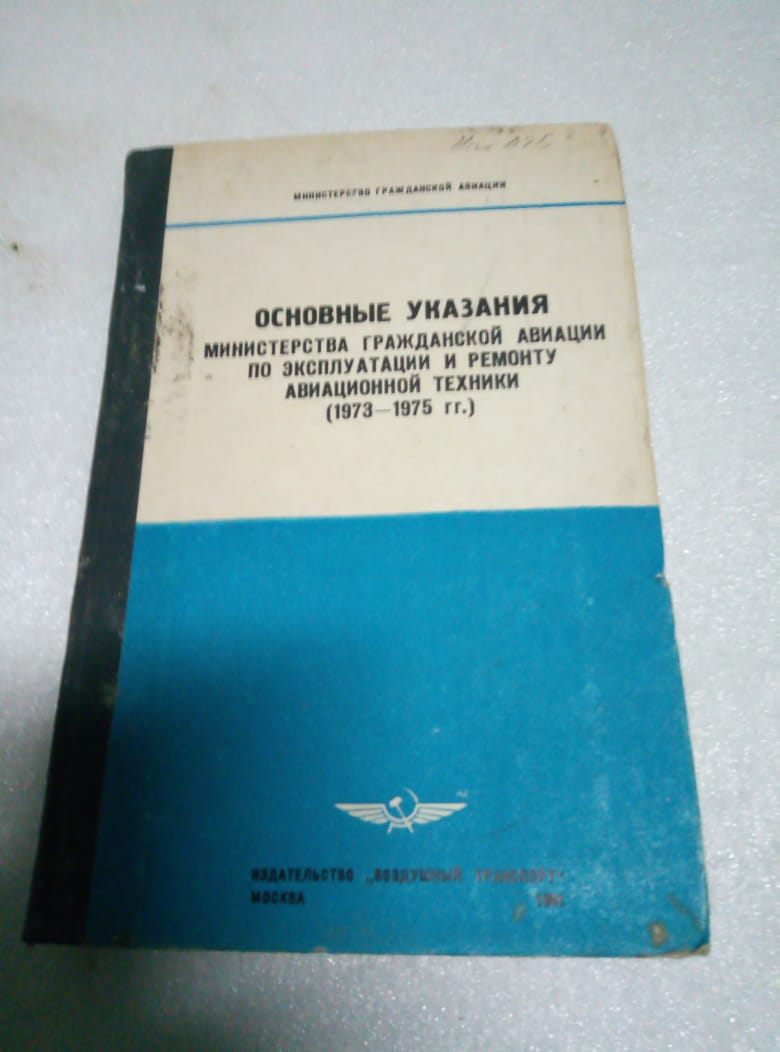 МИНИСТЕРСТВО ГРАЖДАНСКОЙ АВИАЦИИ
ОСНОВНЫЕ УКАЗАНИЯ
МИНИСТЕРСТВА ГРАЖДАНСКОЙ АВИАЦИИ
ПО ЭКСПЛУАТАЦИИ И РЕМОНТУ
АВИАЦИОННОЙ ТЕХНИКИ
(1973—1975 гг.)
ИЗДАТЕЛЬСТВО „ВОЗДУШНЫЙ ТРАНСПОРТ“
МОСКВА